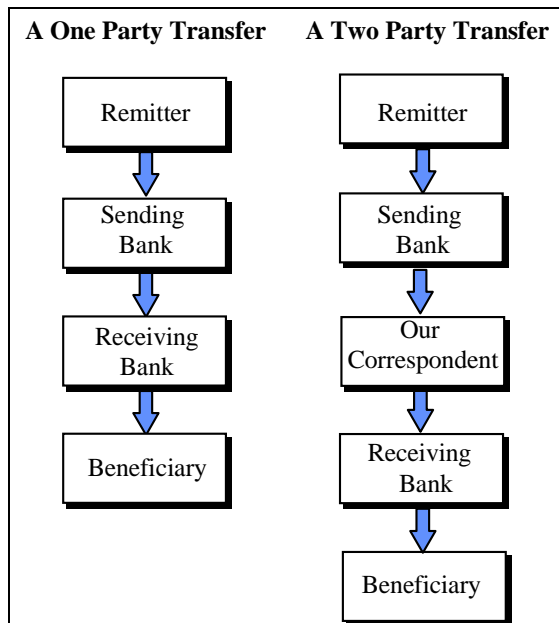 A One Party Transfer
Remitter
Sending
Bank
Receiving
Bank
Beneficiary
A Two Party Transfer
Remitter
Sending
Bank
Our
Correspondent
Receiving
Bank
Beneficiary